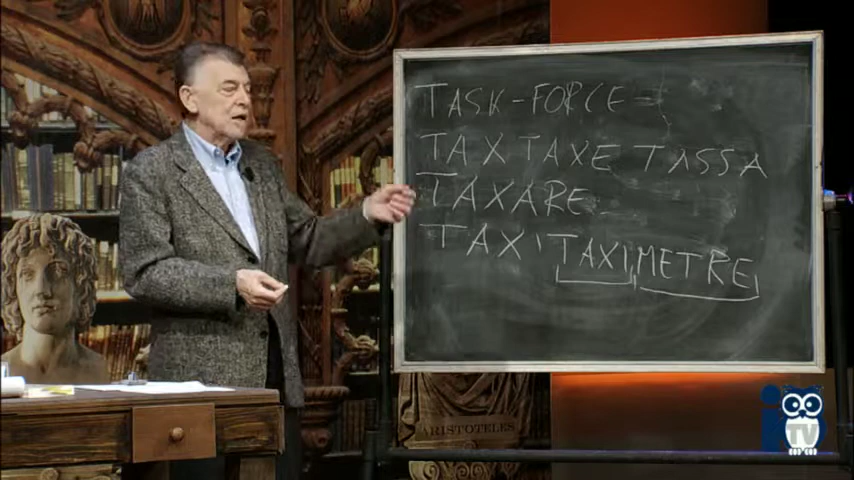 TASK-FORCE
TAX TAXE TASSA
TAXARE
TAXI TAXIMETRE
ARISTOTELES
TV